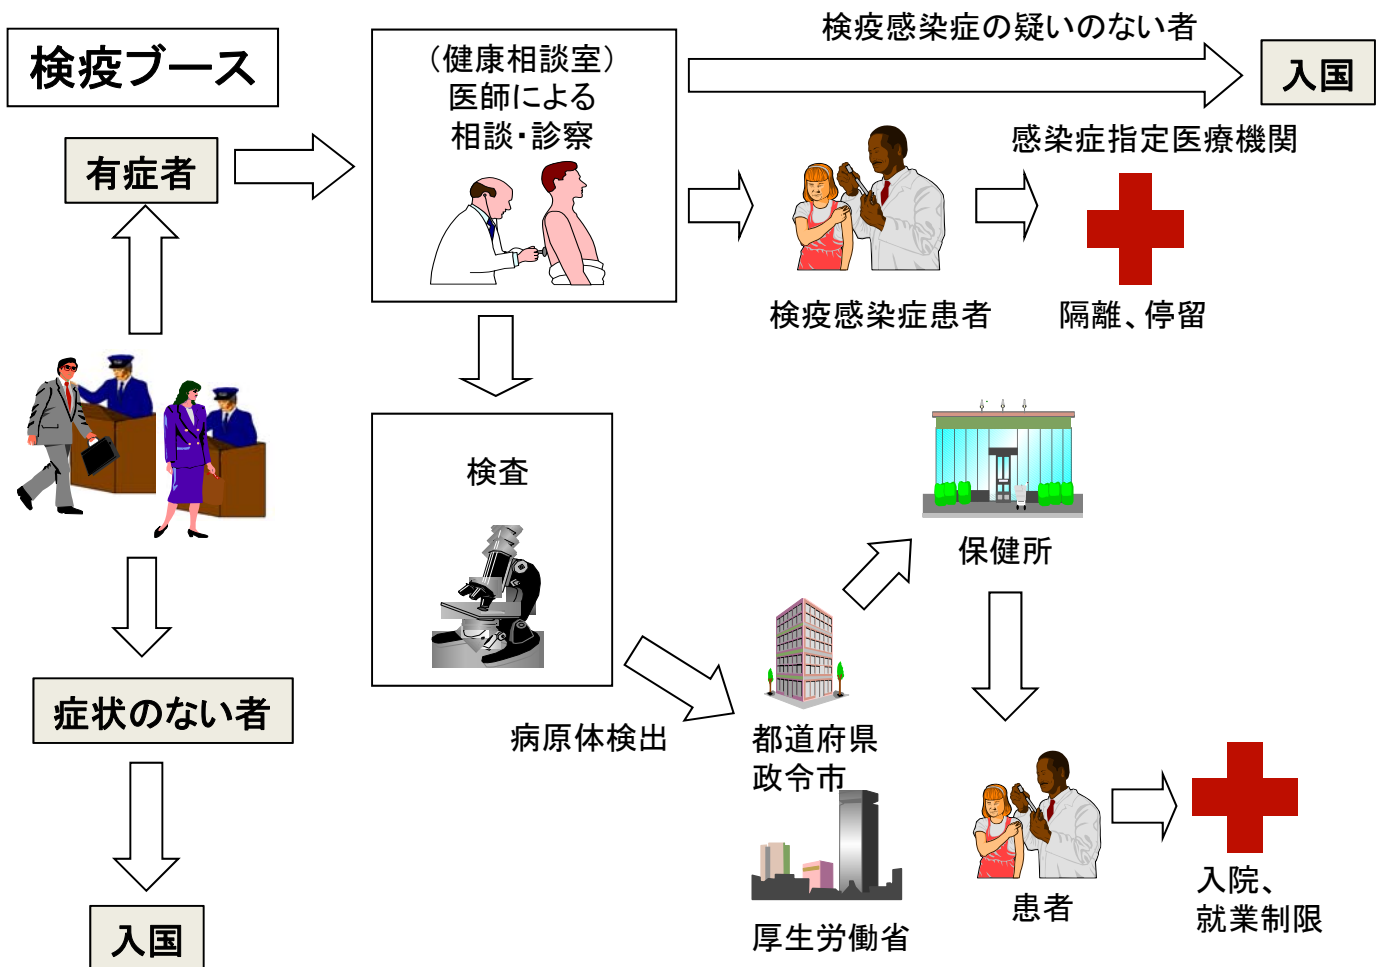 検疫ブース
有症者
(健康相談室)
医師による
相談・診察
検疫感染症の疑いのない者
入国
感染症指定医療機関
検疫感染症患者
隔離、停留
検査
保健所
症状のない者
病原体検出
都道府県
政令市
厚生労働省
患者
入院、
就業制限
入国